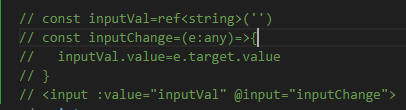 // const inputVal=ref<string>('')
// const inputChange=(e:any)=>{
//   inputVal.value=e.target.value
// }
// <input :value="inputVal" @input="inputChange">